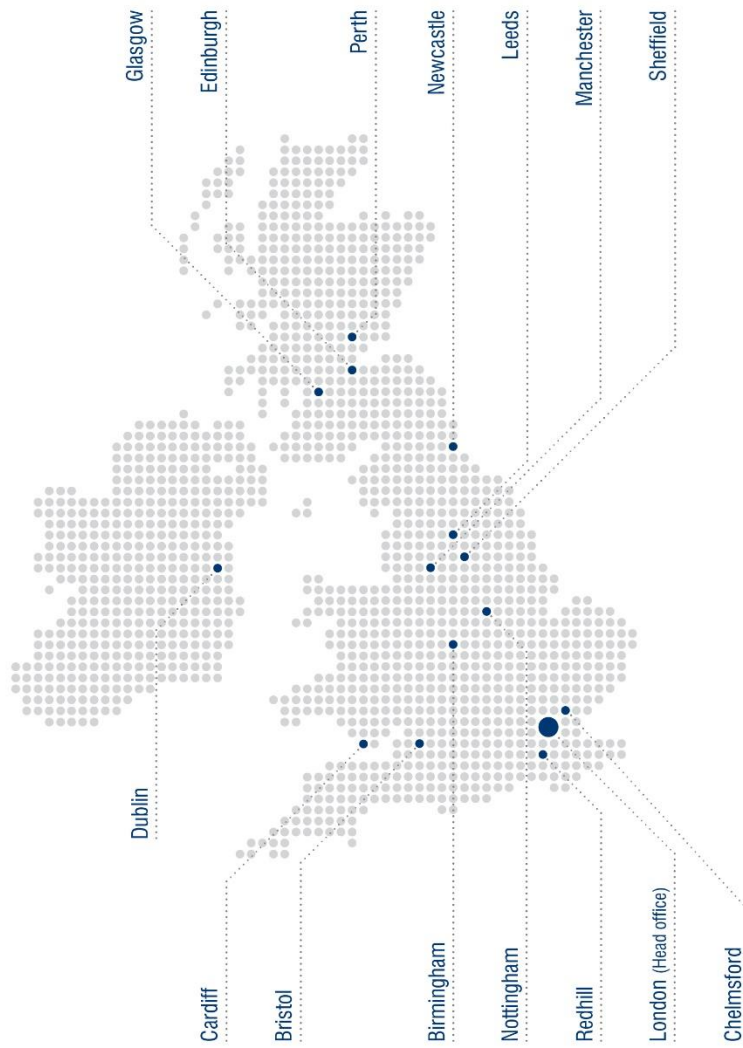 Glasgow
Edinburgh
Perth
Newcastle
Leeds
Manchester
Sheffield
Dublin
Cardiff
Bristol
Birmingham
Nottingham
Redhill
London (Head office)
Chelmsford